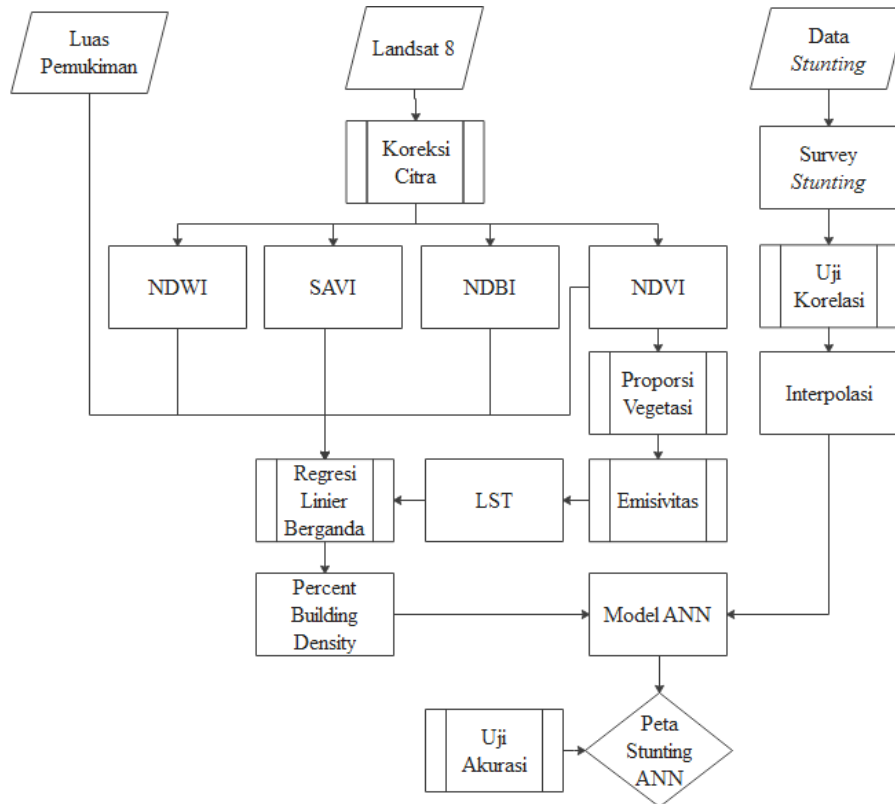 Luas
Pemukiman
Landsat 8
Data
Stunting
Koreksi
Citra
Survey
Stunting
NDWI
SAVI
NDBI
NDVI
Uji
Korelasi
Proporsi
Vegetasi
Interpolasi
Regresi
Linier
Berganda
LST
Emisivitas
Percent
Building
Density
Model ANN
Uji
Akurasi
Peta
Stunting
ANN